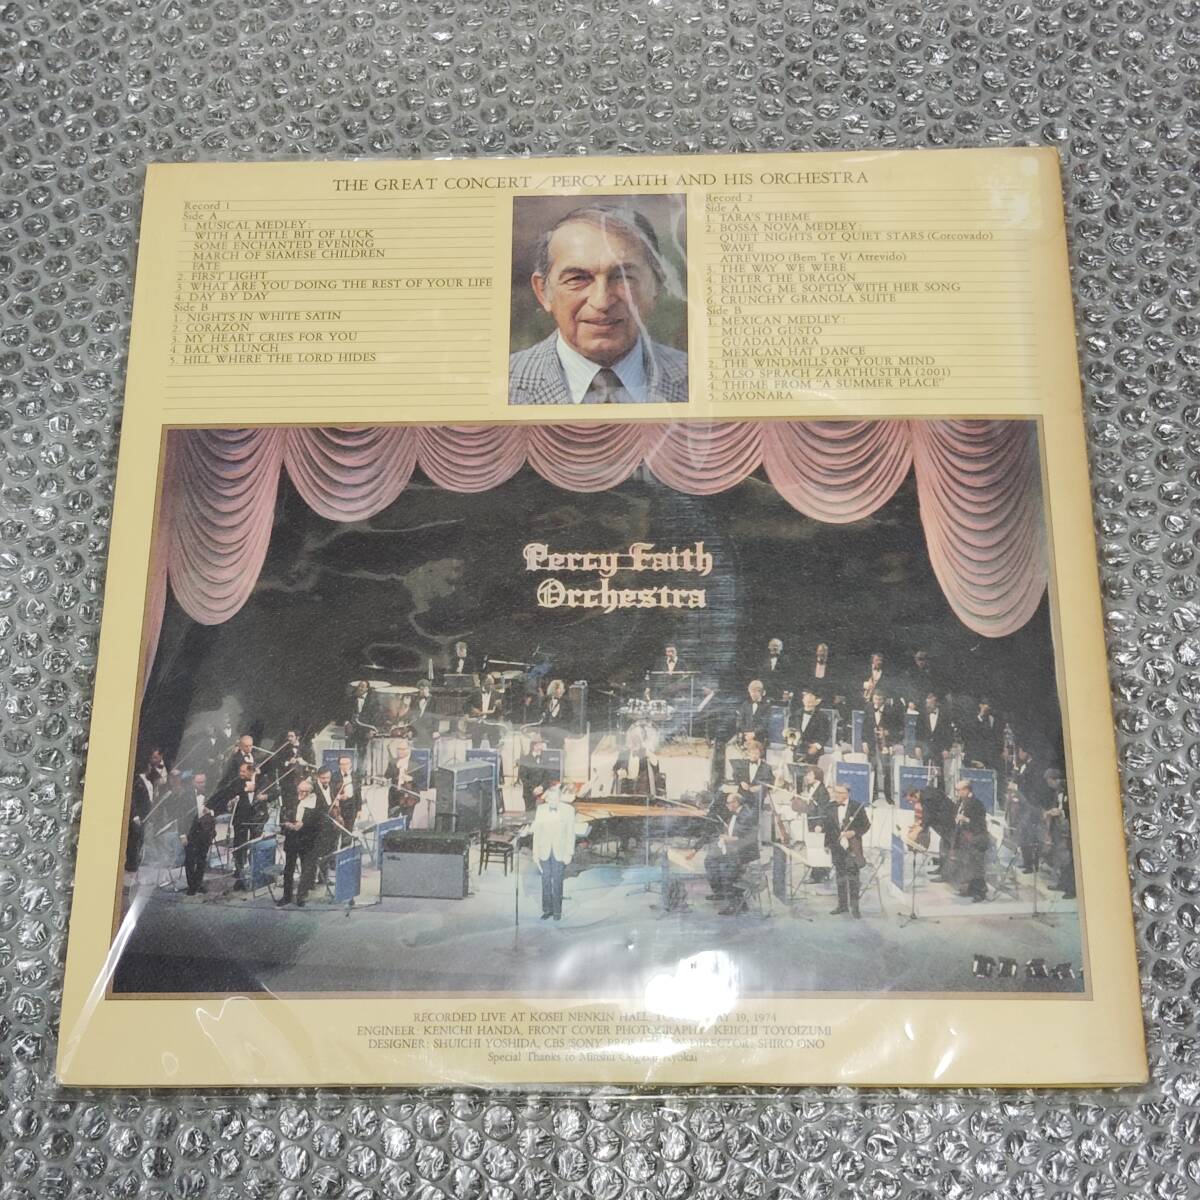 THE GREAT CONCERT／PERCY FAITH AND HIS ORCHESTRA
Record 1
Side A
1. MUSICAL MEDLEY:
WITH A LITTLE BIT OF LUCK
SOME ENCHANTED EVENING
MARCH OF SIAMESE CHILDREN
FATE
2. FIRST LIGHT
3. WHAT ARE YOU DOING THE REST OF YOUR LIFE
4. DAY BY DAY
Side B
1. NIGHTS IN WHITE SATIN
2. CORAZON
3. MY HEART CRIES FOR YOU
4. BACH'S LUNCH
5. HILL WHERE THE LORD HIDES
Record 2
Side A
1. TARA'S THEME
2. BOSSA NOVA MEDLEY:
QUIET NIGHTS OT QUIET STARS (Corcovado)
WAVE
ATREVIDO (Bem Te Vi Atrevido)
3. THE WAY WE WERE
4. ENTER THE DRAGON
5. KILLING ME SOFTLY WITH HER SONG
6. CRUNCHY GRANOLA SUITE
Side B
1. MEXICAN MEDLEY:
MUCHO GUSTO
GUADALAJARA
MEXICAN HAT DANCE
2. THE WINDMILLS OF YOUR MIND
3. ALSO SPRACH ZARATHUSTRA (2001)
4. THEME FROM "A SUMMER PLACE"
5. SAYONARA
Percy Faith
Orchestra
RECORDED LIVE AT KOSEI NENKIN HALL, 19, 1974
ENGINEER: KENICHI HANDA, FRONT COVER PHOTOGRAPHY: KEIICHI TOYOIZUMI
DESIGNER: SHUICHI YOSHIDA, CBS/SONY DIRECTOR: SHIRO ONO
Special Thanks to Minshu Kyokai